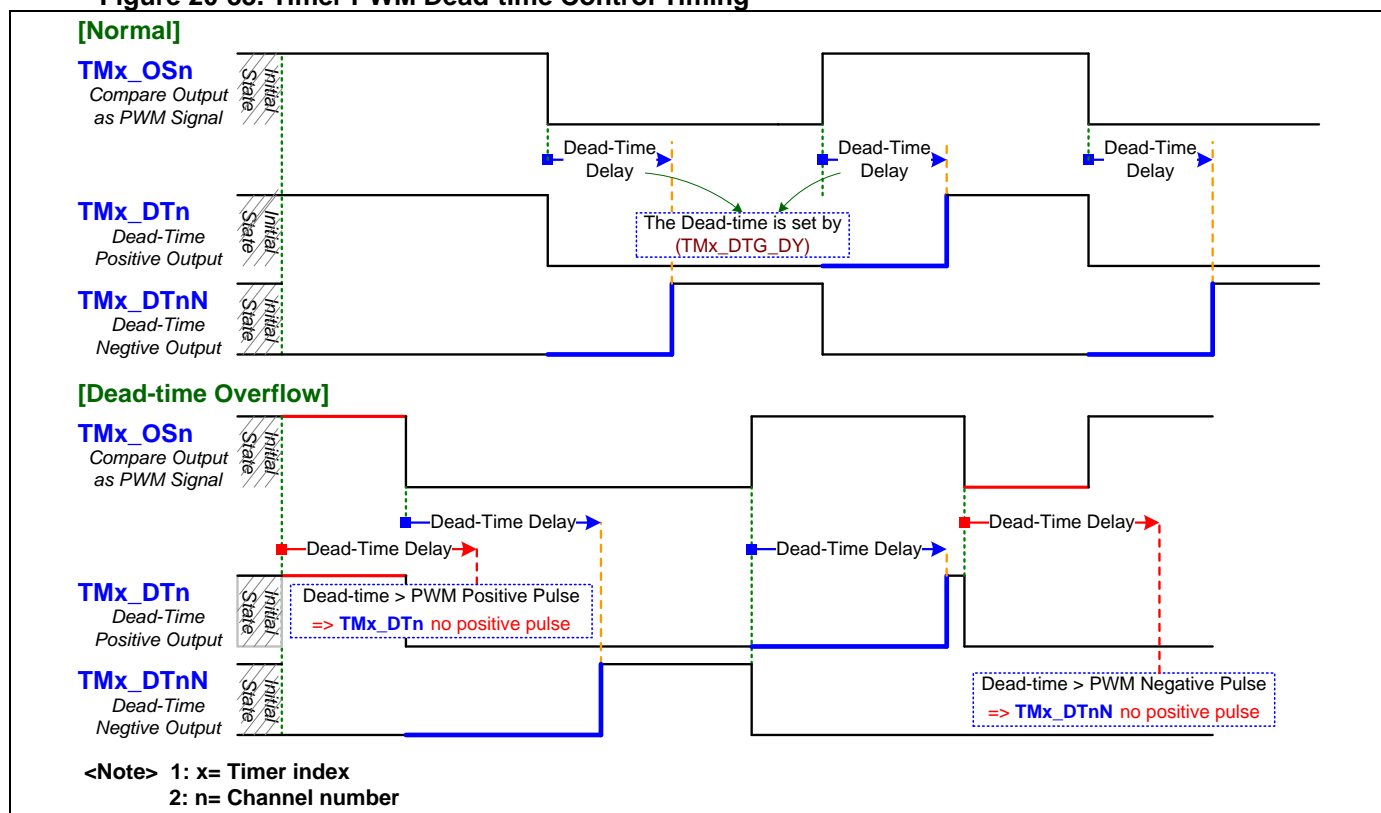 Figure 20-33. Timer PWM Dead-time Control Timing
[Normal]
TMx_OSn
Compare Output
as PWM Signal
Initial
State
Dead-Time
Delay
Dead-Time
Delay
Dead-Time
Delay
TMx_DTn
Dead-Time
Positive Output
Initial
State
The Dead-time is set by
(TMx_DTG_DY)
TMx_DTnN
Dead-Time
Negtive Output
Initial
State
[Dead-time Overflow]
TMx_OSn
Compare Output
as PWM Signal
Initial
State
Dead-Time Delay
Dead-Time Delay
Dead-Time Delay
Dead-Time Delay
TMx_DTn
Dead-Time
Positive Output
Initial
State
Dead-time > PWM Positive Pulse
=> TMx_DTn no positive pulse
TMx_DTnN
Dead-Time
Negtive Output
Initial
State
Dead-time > PWM Negative Pulse
=> TMx_DTnN no positive pulse
<Note> 1: x= Timer index
2: n= Channel number